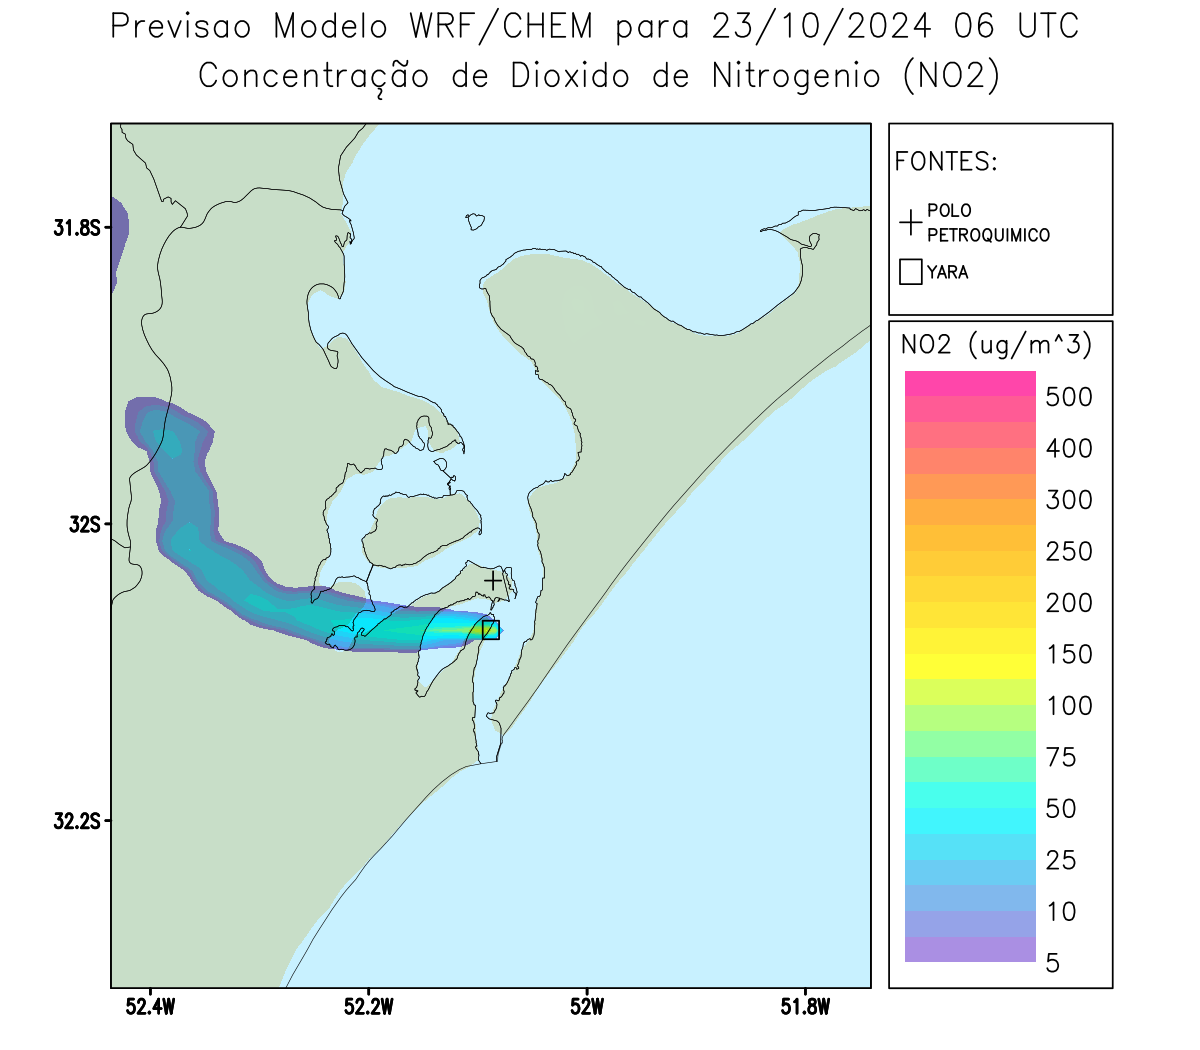 Previsao Modelo WRF/CHEM para 23/10/2024 06 UTC
Concentração de Dioxido de Nitrogenio (NO2)
FONTES:
POLO
PETROQUIMICO
YARA
NO2 (ug/m^3)
500
400
300
250
200
150
100
75
50
25
10
5
31.8S
32S
32.2S
52.4W
52.2W
52W
51.8W